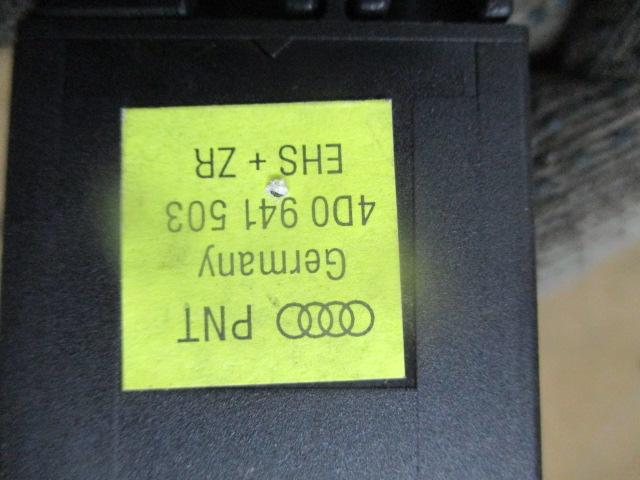 PNT
Germany
4D0 941 503
EHS + ZR